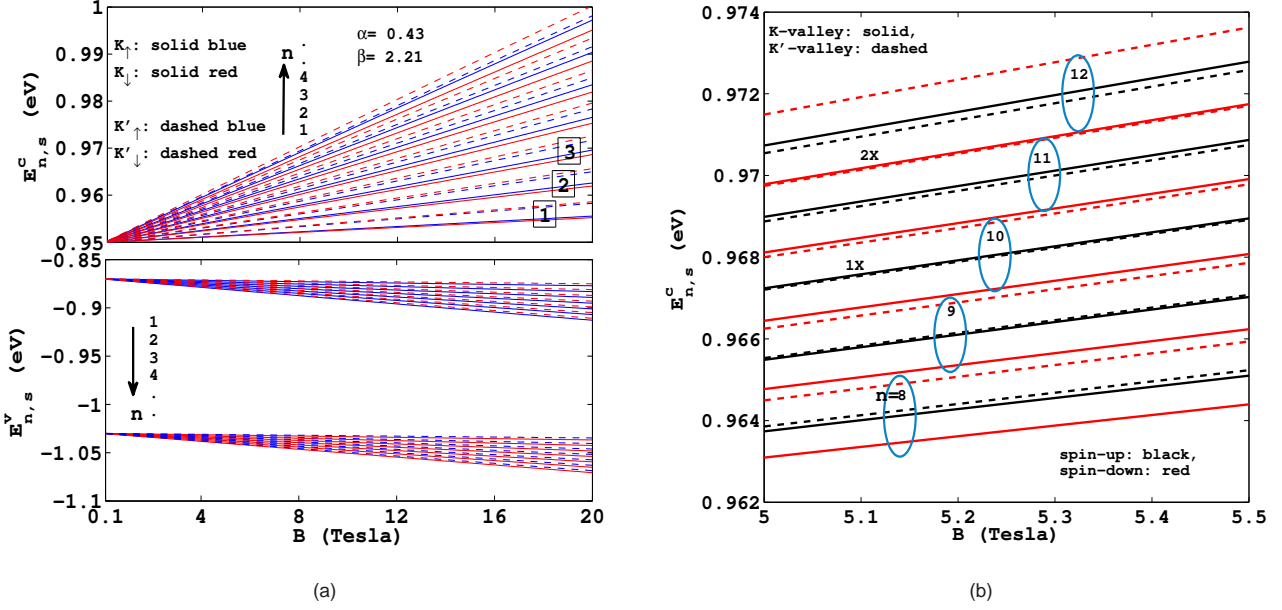 1
0.99
0.98
0.97
0.96
0.95
E^c_{n,s} (eV)
K↑: solid blue
K↓: solid red
K'↑: dashed blue
K'↓: dashed red
n
.
.
4
3
2
1
α= 0.43
β= 2.21
3
2
1
−0.85
−0.9
−0.95
−1
−1.05
−1.1
E^v_{n,s} (eV)
1
2
3
4
.
n .
0.1 4 8 12 16 20
B (Tesla)
(a)
0.974
0.972
0.97
0.968
0.966
0.964
0.962
E^c_{n,s} (eV)
K−valley: solid,
K'−valley: dashed
12
2X
11
10
1X
9
n=8
spin−up: black,
spin−down: red
5 5.1 5.2 5.3 5.4 5.5
B (Tesla)
(b)